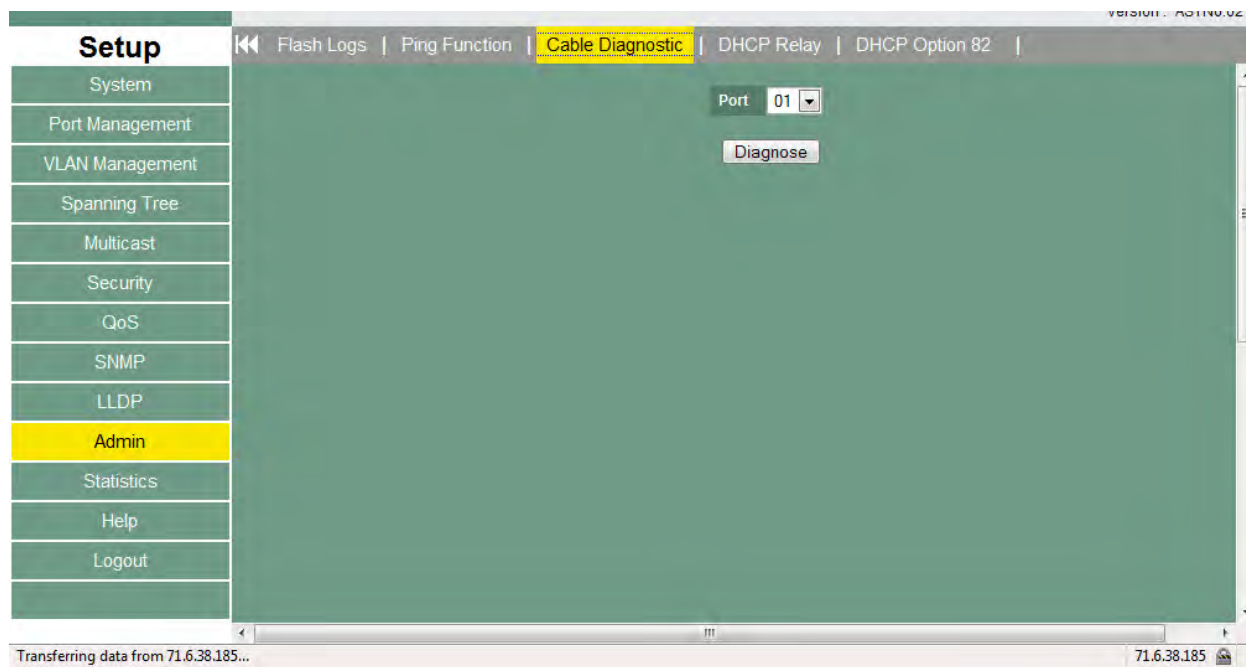 Setup
Flash Logs | Ping Function | Cable Diagnostic | DHCP Relay | DHCP Option 82 |
System
Port Management
VLAN Management
Spanning Tree
Multicast
Security
QoS
SNMP
LLDP
Admin
Statistics
Help
Logout
Port 01
Diagnose
Transferring data from 71.6.38.185...
71.6.38.185